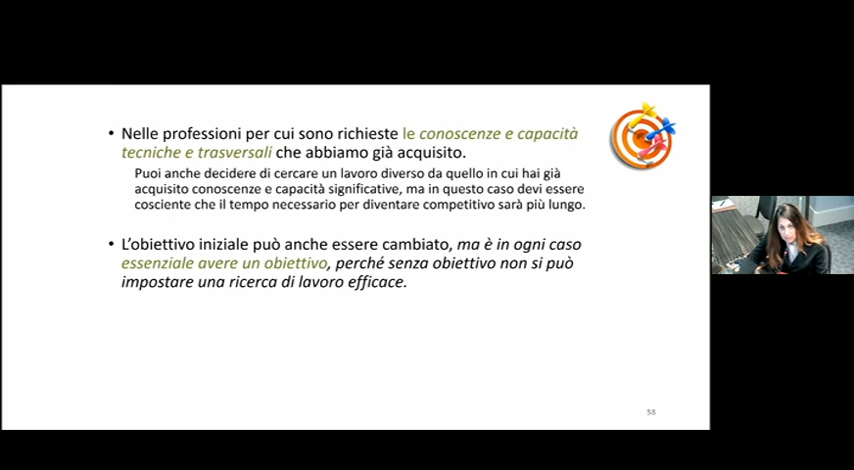 • Nelle professioni per cui sono richieste le conoscenze e capacità
tecniche e trasversali che abbiamo già acquisito.
Puoi anche decidere di cercare un lavoro diverso da quello in cui hai già
acquisito conoscenze e capacità significative, ma in questo caso devi essere
cosciente che il tempo necessario per diventare competitivo sarà più lungo.
• L'obiettivo iniziale può anche essere cambiato, ma è in ogni caso
essenziale avere un obiettivo, perché senza obiettivo non si può
impostare una ricerca di lavoro efficace.
58